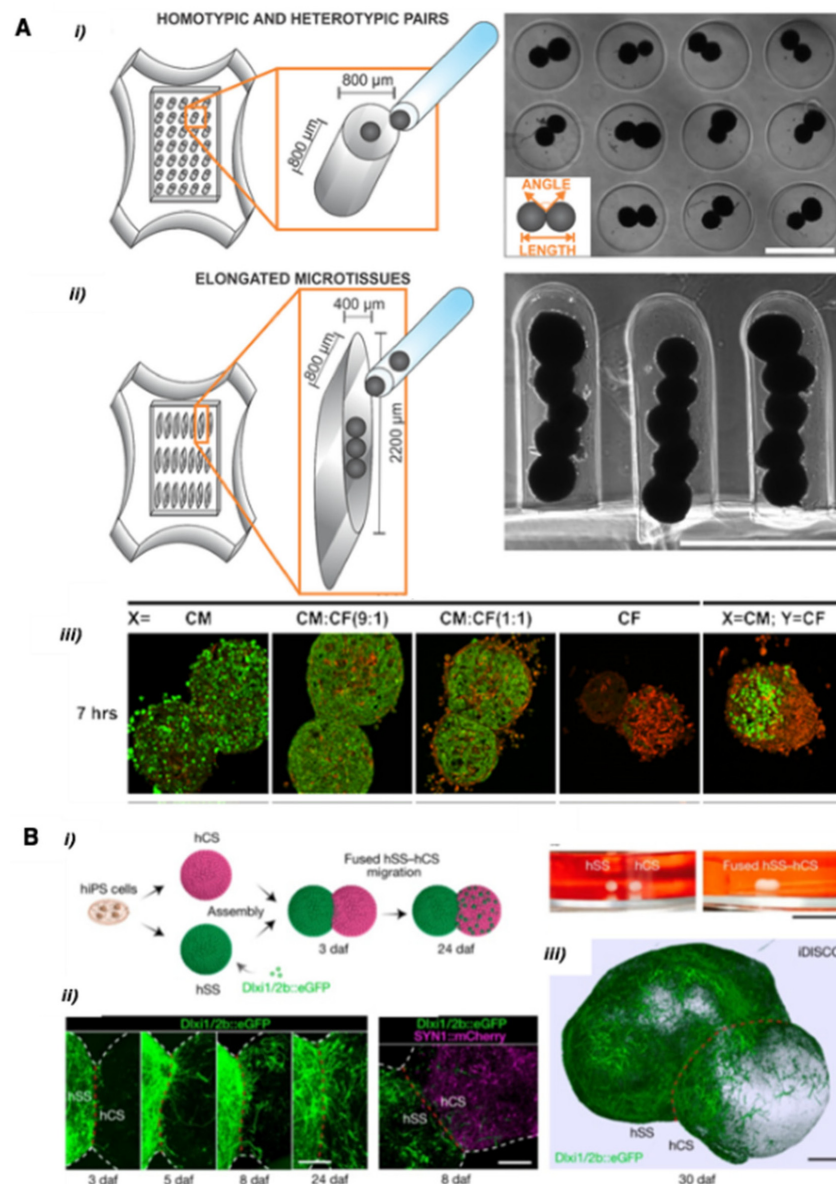 A
i)
HOMOTYPIC AND HETEROTYPIC PAIRS
800 µm
800 µm
ANGLE
LENGTH
ii)
ELONGATED MICROTISSUES
400 µm
800 µm
2200 µm
X= CM CM:CF(9:1) CM:CF(1:1) CF X=CM; Y=CF
iii)
7 hrs
B
i)
hCS
hiPS cells
Assembly
Fused hSS–hCS
migration
3 daf
24 daf
hSS
Dlxi1/2b::eGFP
hSS hCS
Fused hSS–hCS
ii)
Dlxi1/2b::eGFP
hSS
hCS
3 daf 5 daf 8 daf 24 daf
Dlxi1/2b::eGFP
SYN1::mCherry
hSS
hCS
8 daf
iii)
iDISCO
hSS
hCS
Dlxi1/2b::eGFP
30 daf